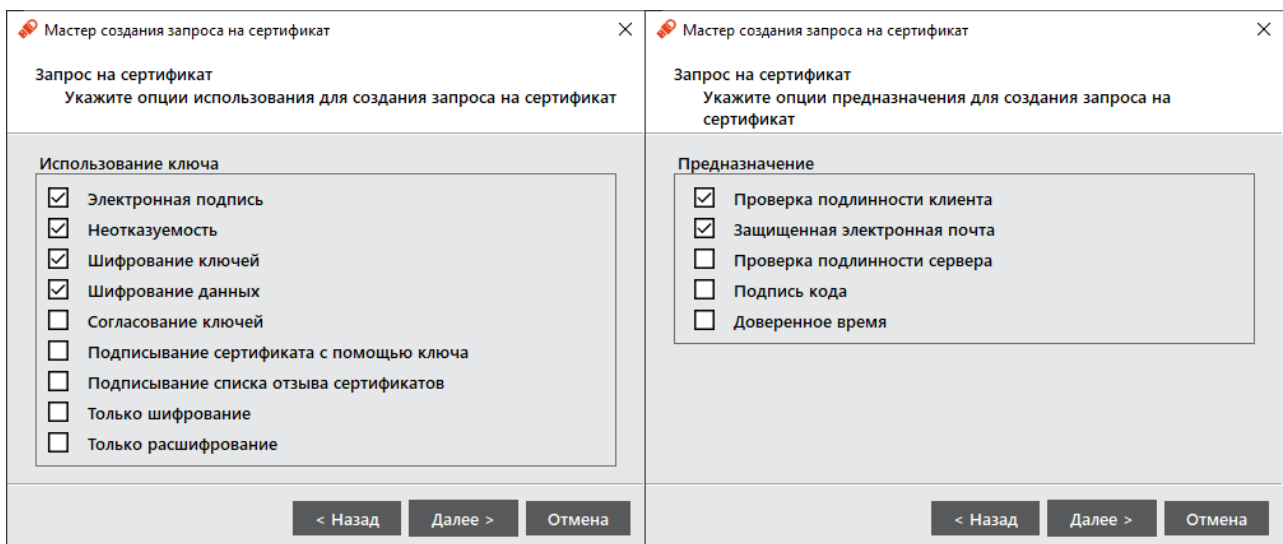 Мастер создания запроса на сертификат
Запрос на сертификат
Укажите опции использования для создания запроса на сертификат
Использование ключа
Электронная подпись
Неотказуемость
Шифрование ключей
Шифрование данных
Согласование ключей
Подписывание сертификата с помощью ключа
Подписывание списка отзыва сертификатов
Только шифрование
Только расшифрование
< Назад
Далее >
Отмена
Мастер создания запроса на сертификат
Запрос на сертификат
Укажите опции предназначения для создания запроса на
сертификат
Предназначение
Проверка подлинности клиента
Защищенная электронная почта
Проверка подлинности сервера
Подпись кода
Доверенное время
< Назад
Далее >
Отмена